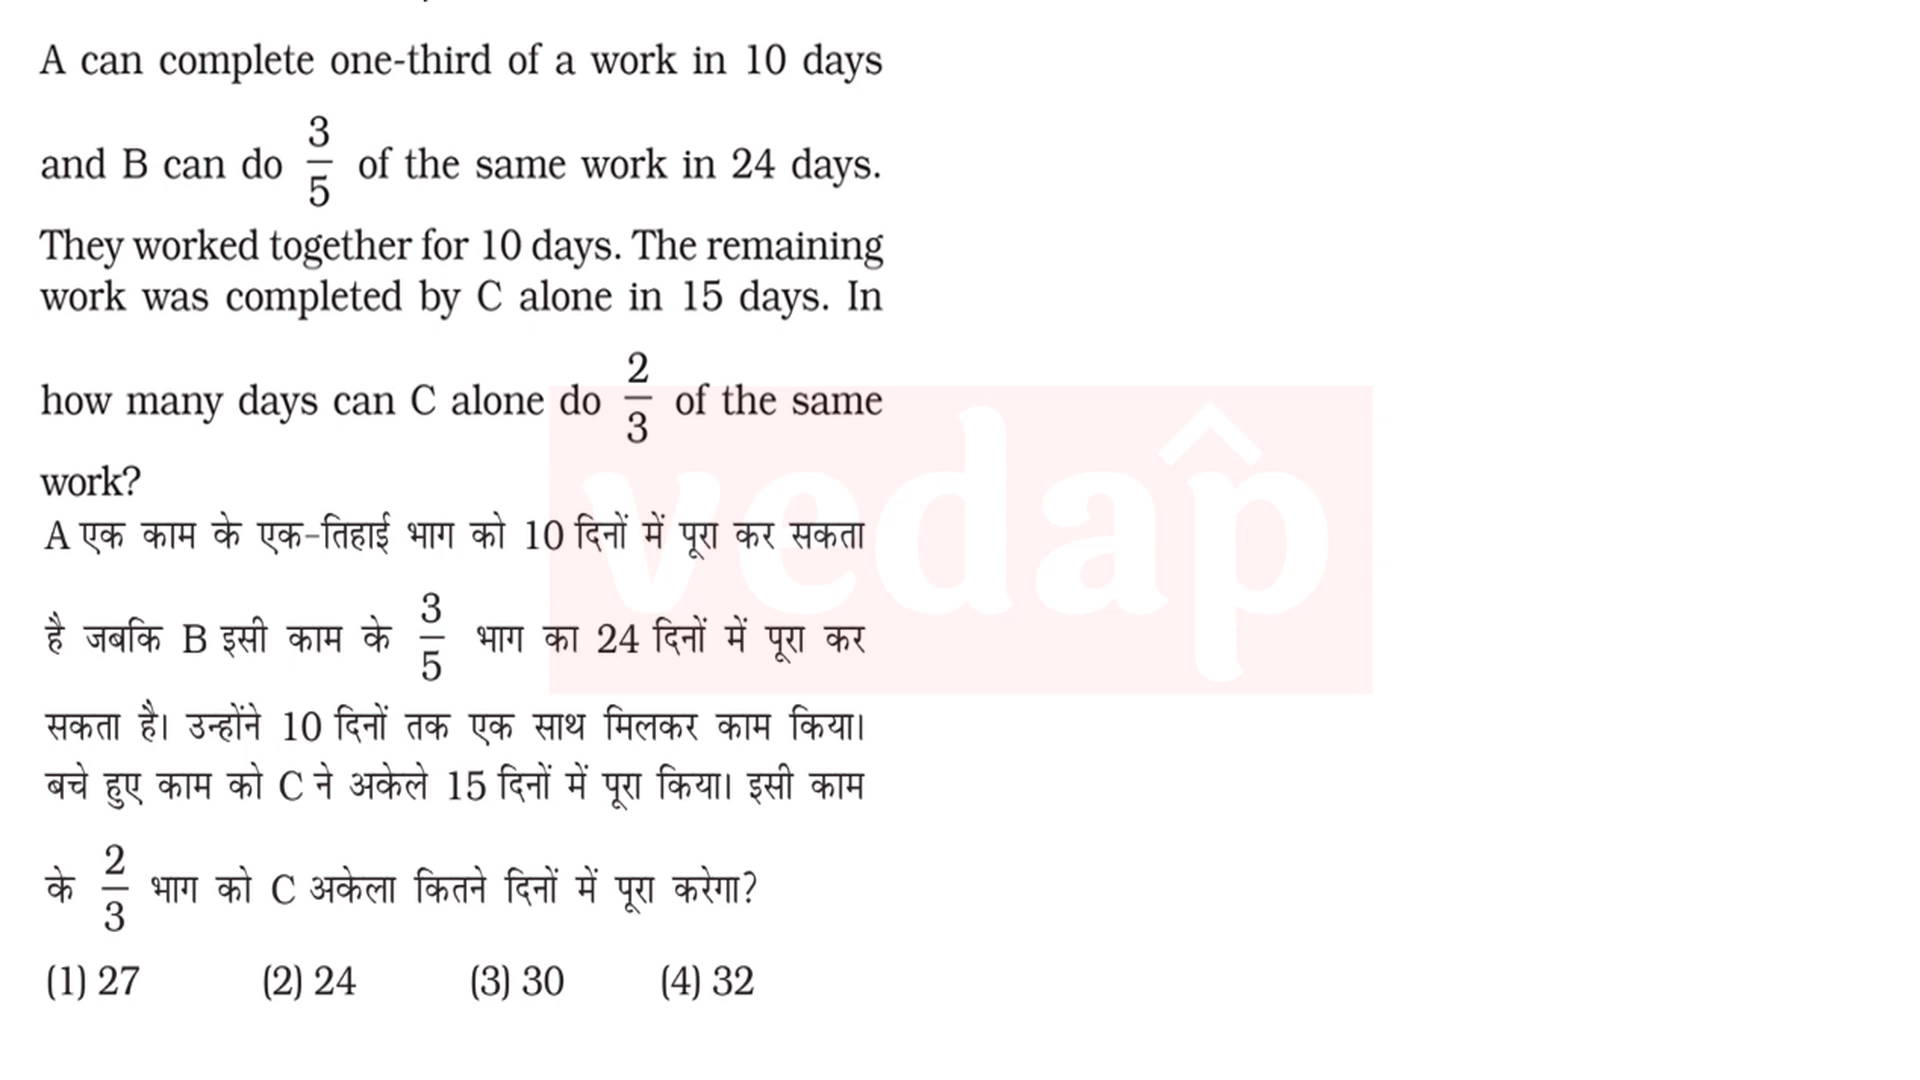 A can complete one-third of a work in 10 days
and B can do 3/5 of the same work in 24 days.
They worked together for 10 days. The remaining
work was completed by C alone in 15 days. In
how many days can C alone do 2/3 of the same
work?
A एक काम के एक-तिहाई भाग को 10 दिनों में पूरा कर सकता
है जबकि B इसी काम के 3/5 भाग का 24 दिनों में पूरा कर
सकता है। उन्होंने 10 दिनों तक एक साथ मिलकर काम किया।
बचे हुए काम को C ने अकेले 15 दिनों में पूरा किया। इसी काम
के 2/3 भाग को C अकेला कितने दिनों में पूरा करेगा?
(1) 27 (2) 24 (3) 30 (4) 32
vedap